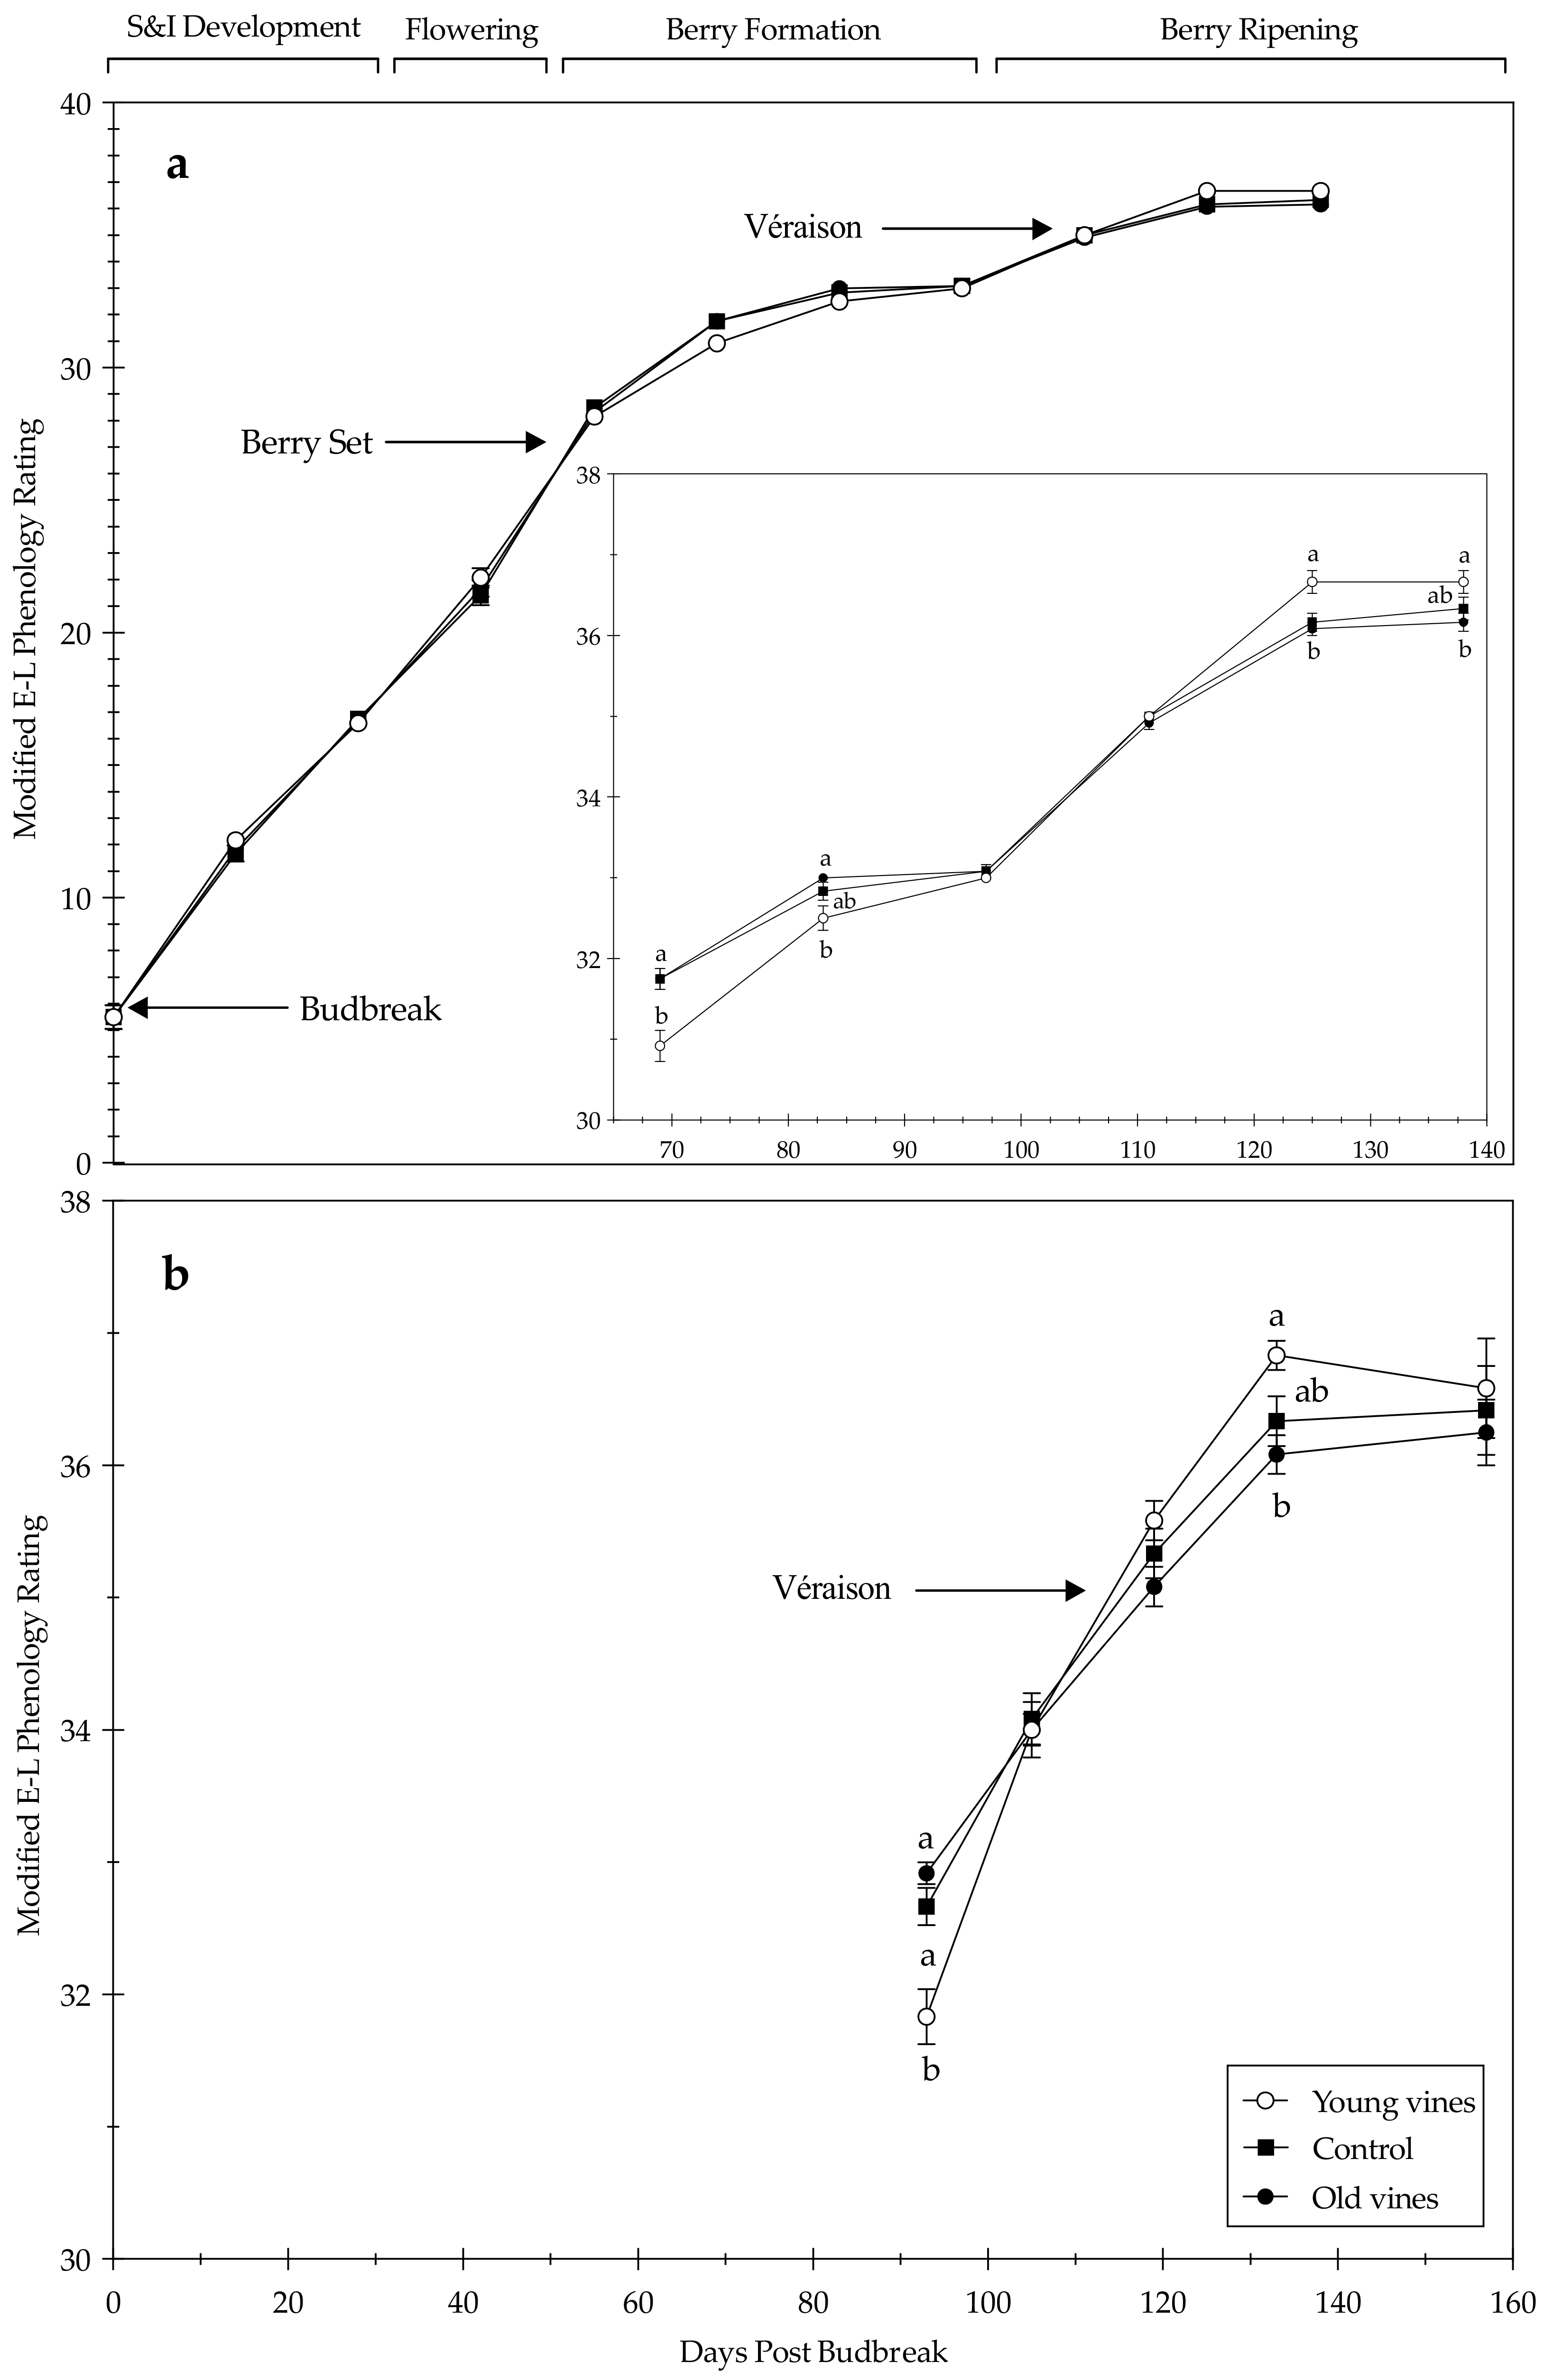 S&I Development Flowering Berry Formation Berry Ripening
40
a
Véraison
30
Berry Set
Modified E-L Phenology Rating
20
10
Budbreak
0
38
a a
ab
36
b b
34
a
ab
b
32
a
b
30
70 80 90 100 110 120 130 140
38
b
a
ab
36
b
Véraison
Modified E-L Phenology Rating
34
a
a
32
b
Young vines
Control
Old vines
30
0 20 40 60 80 100 120 140 160
Days Post Budbreak